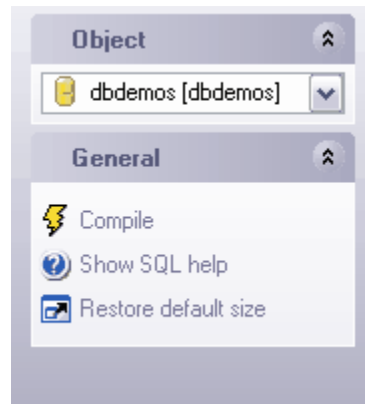 Object
dbdemos [dbdemos]
General
Compile
Show SQL help
Restore default size